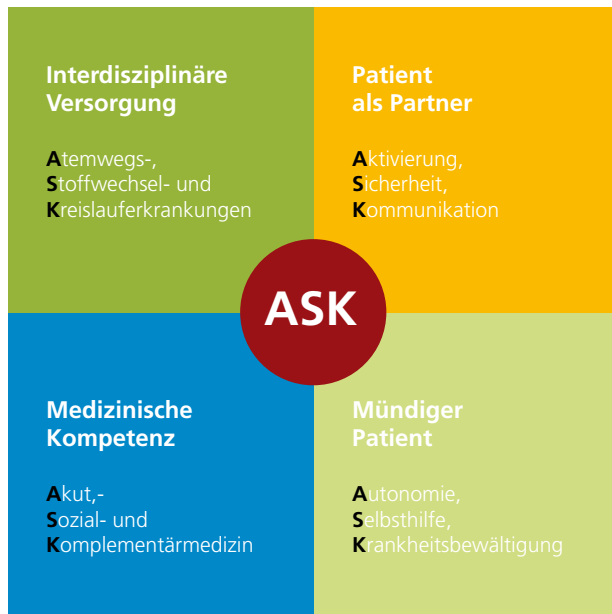 Interdisziplinäre
Versorgung
Atemwegs-,
Stoffwechsel- und
Kreislauferkrankungen
Patient
als Partner
Aktivierung,
Sicherheit,
Kommunikation
ASK
Medizinische
Kompetenz
Akut,-
Sozial- und
Komplementärmedizin
Mündiger
Patient
Autonomie,
Selbsthilfe,
Krankheitsbewältigung